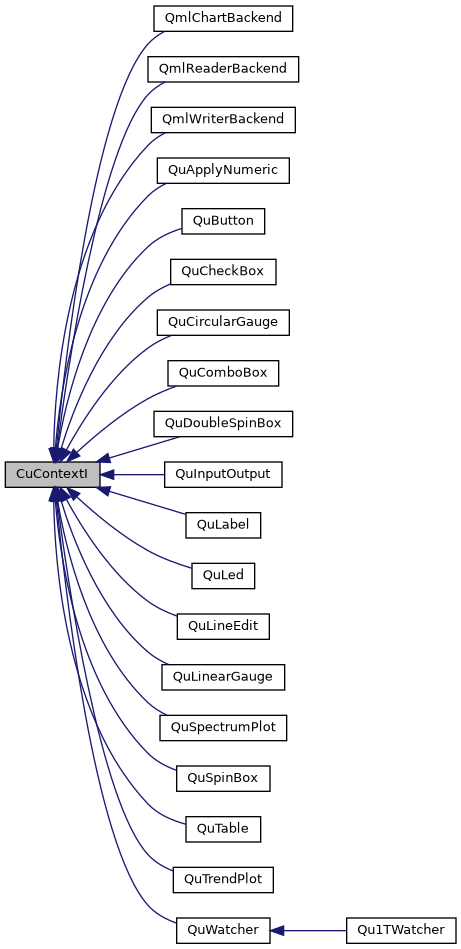 QmlChartBackend
QmlReaderBackend
QmlWriterBackend
QuApplyNumeric
QuButton
QuCheckBox
QuCircularGauge
QuComboBox
QuDoubleSpinBox
CuContextI
QuInputOutput
QuLabel
QuLed
QuLineEdit
QuLinearGauge
QuSpectrumPlot
QuSpinBox
QuTable
QuTrendPlot
QuWatcher
Qu1TWatcher